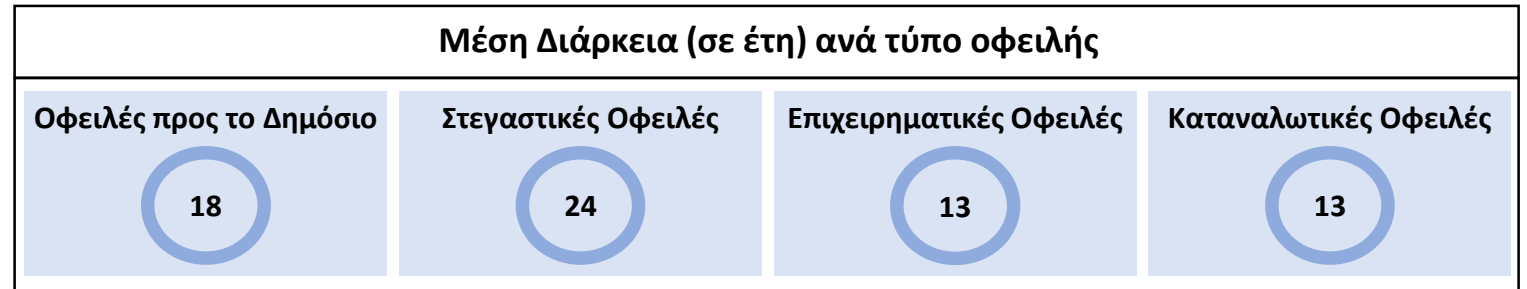 Μέση Διάρκεια (σε έτη) ανά τύπο οφειλής
Οφειλές προς το Δημόσιο
Στεγαστικές Οφειλές
Επιχειρηματικές Οφειλές
Καταναλωτικές Οφειλές
18
24
13
13